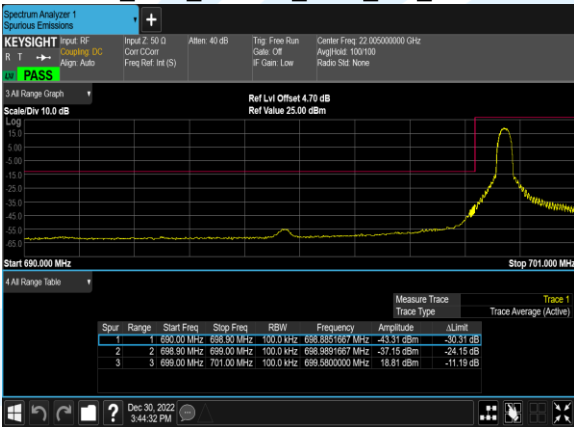 Spectrum Analyzer 1
Spurious Emissions
KEYSIGHT Input: RF Input Z: 50 Ω Atten: 40 dB Trig: Free Run Center Freq: 22.005000000 GHz
R T Coupling: DC Corr CCorr Gate: Off Avg|Hold: 100/100
Align: Auto Freq Ref: Int (S) IF Gain: Low Radio Std: None
PASS
3 All Range Graph
Ref Lvl Offset 4.70 dB
Scale/Div 10.0 dB Ref Value 25.00 dBm
Log
15.0
5.00
-5.00
-15.0
-25.0
-35.0
-45.0
-55.0
-65.0
Start 690.000 MHz Stop 701.000 MHz
4 All Range Table
Measure Trace Trace 1
Trace Type Trace Average (Active)
Spur Range Start Freq Stop Freq RBW Frequency Amplitude ΔLimit
1 1 690.00 MHz 698.90 MHz 100.0 kHz 698.8851667 MHz -43.31 dBm -30.31 dB
2 2 698.90 MHz 699.00 MHz 100.0 kHz 698.9891667 MHz -37.15 dBm -24.15 dB
3 3 699.00 MHz 701.00 MHz 100.0 kHz 699.5800000 MHz 18.81 dBm -11.19 dB
Dec 30, 2022
3:44:32 PM